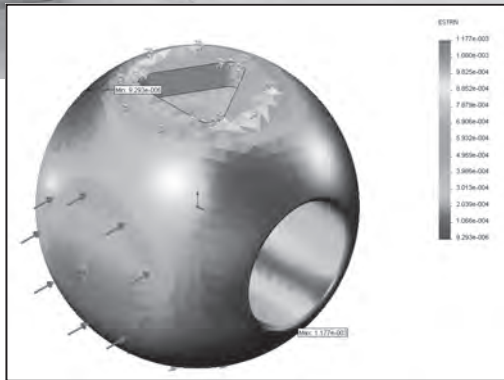 ESTRN
1.177e-003
1.080e-003
9.825e-004
8.852e-004
7.879e-004
6.906e-004
5.932e-004
4.959e-004
3.986e-004
3.013e-004
2.039e-004
1.066e-004
9.293e-006
Min: 9.293e-006
Max: 1.177e-003